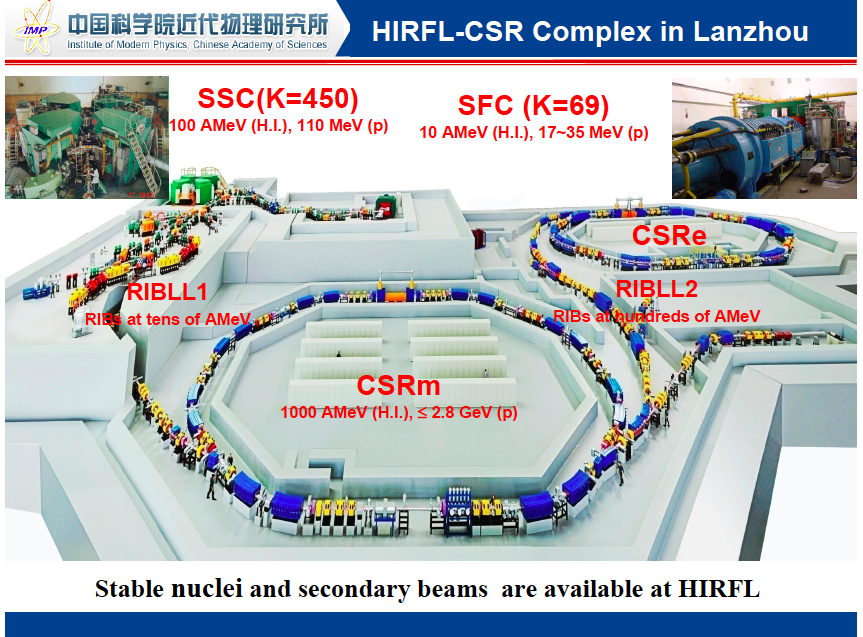 IMP
中国科学院近代物理研究所
Institute of Modern Physics, Chinese Academy of Sciences
HIRFL-CSR Complex in Lanzhou
SSC(K=450)
100 AMeV (H.I.), 110 MeV (p)
SFC (K=69)
10 AMeV (H.I.), 17~35 MeV (p)
CSRe
RIBLL1
RIBs at tens of AMeV
RIBLL2
RIBs at hundreds of AMeV
CSRm
1000 AMeV (H.I.), ≤ 2.8 GeV (p)
Stable nuclei and secondary beams are available at HIRFL